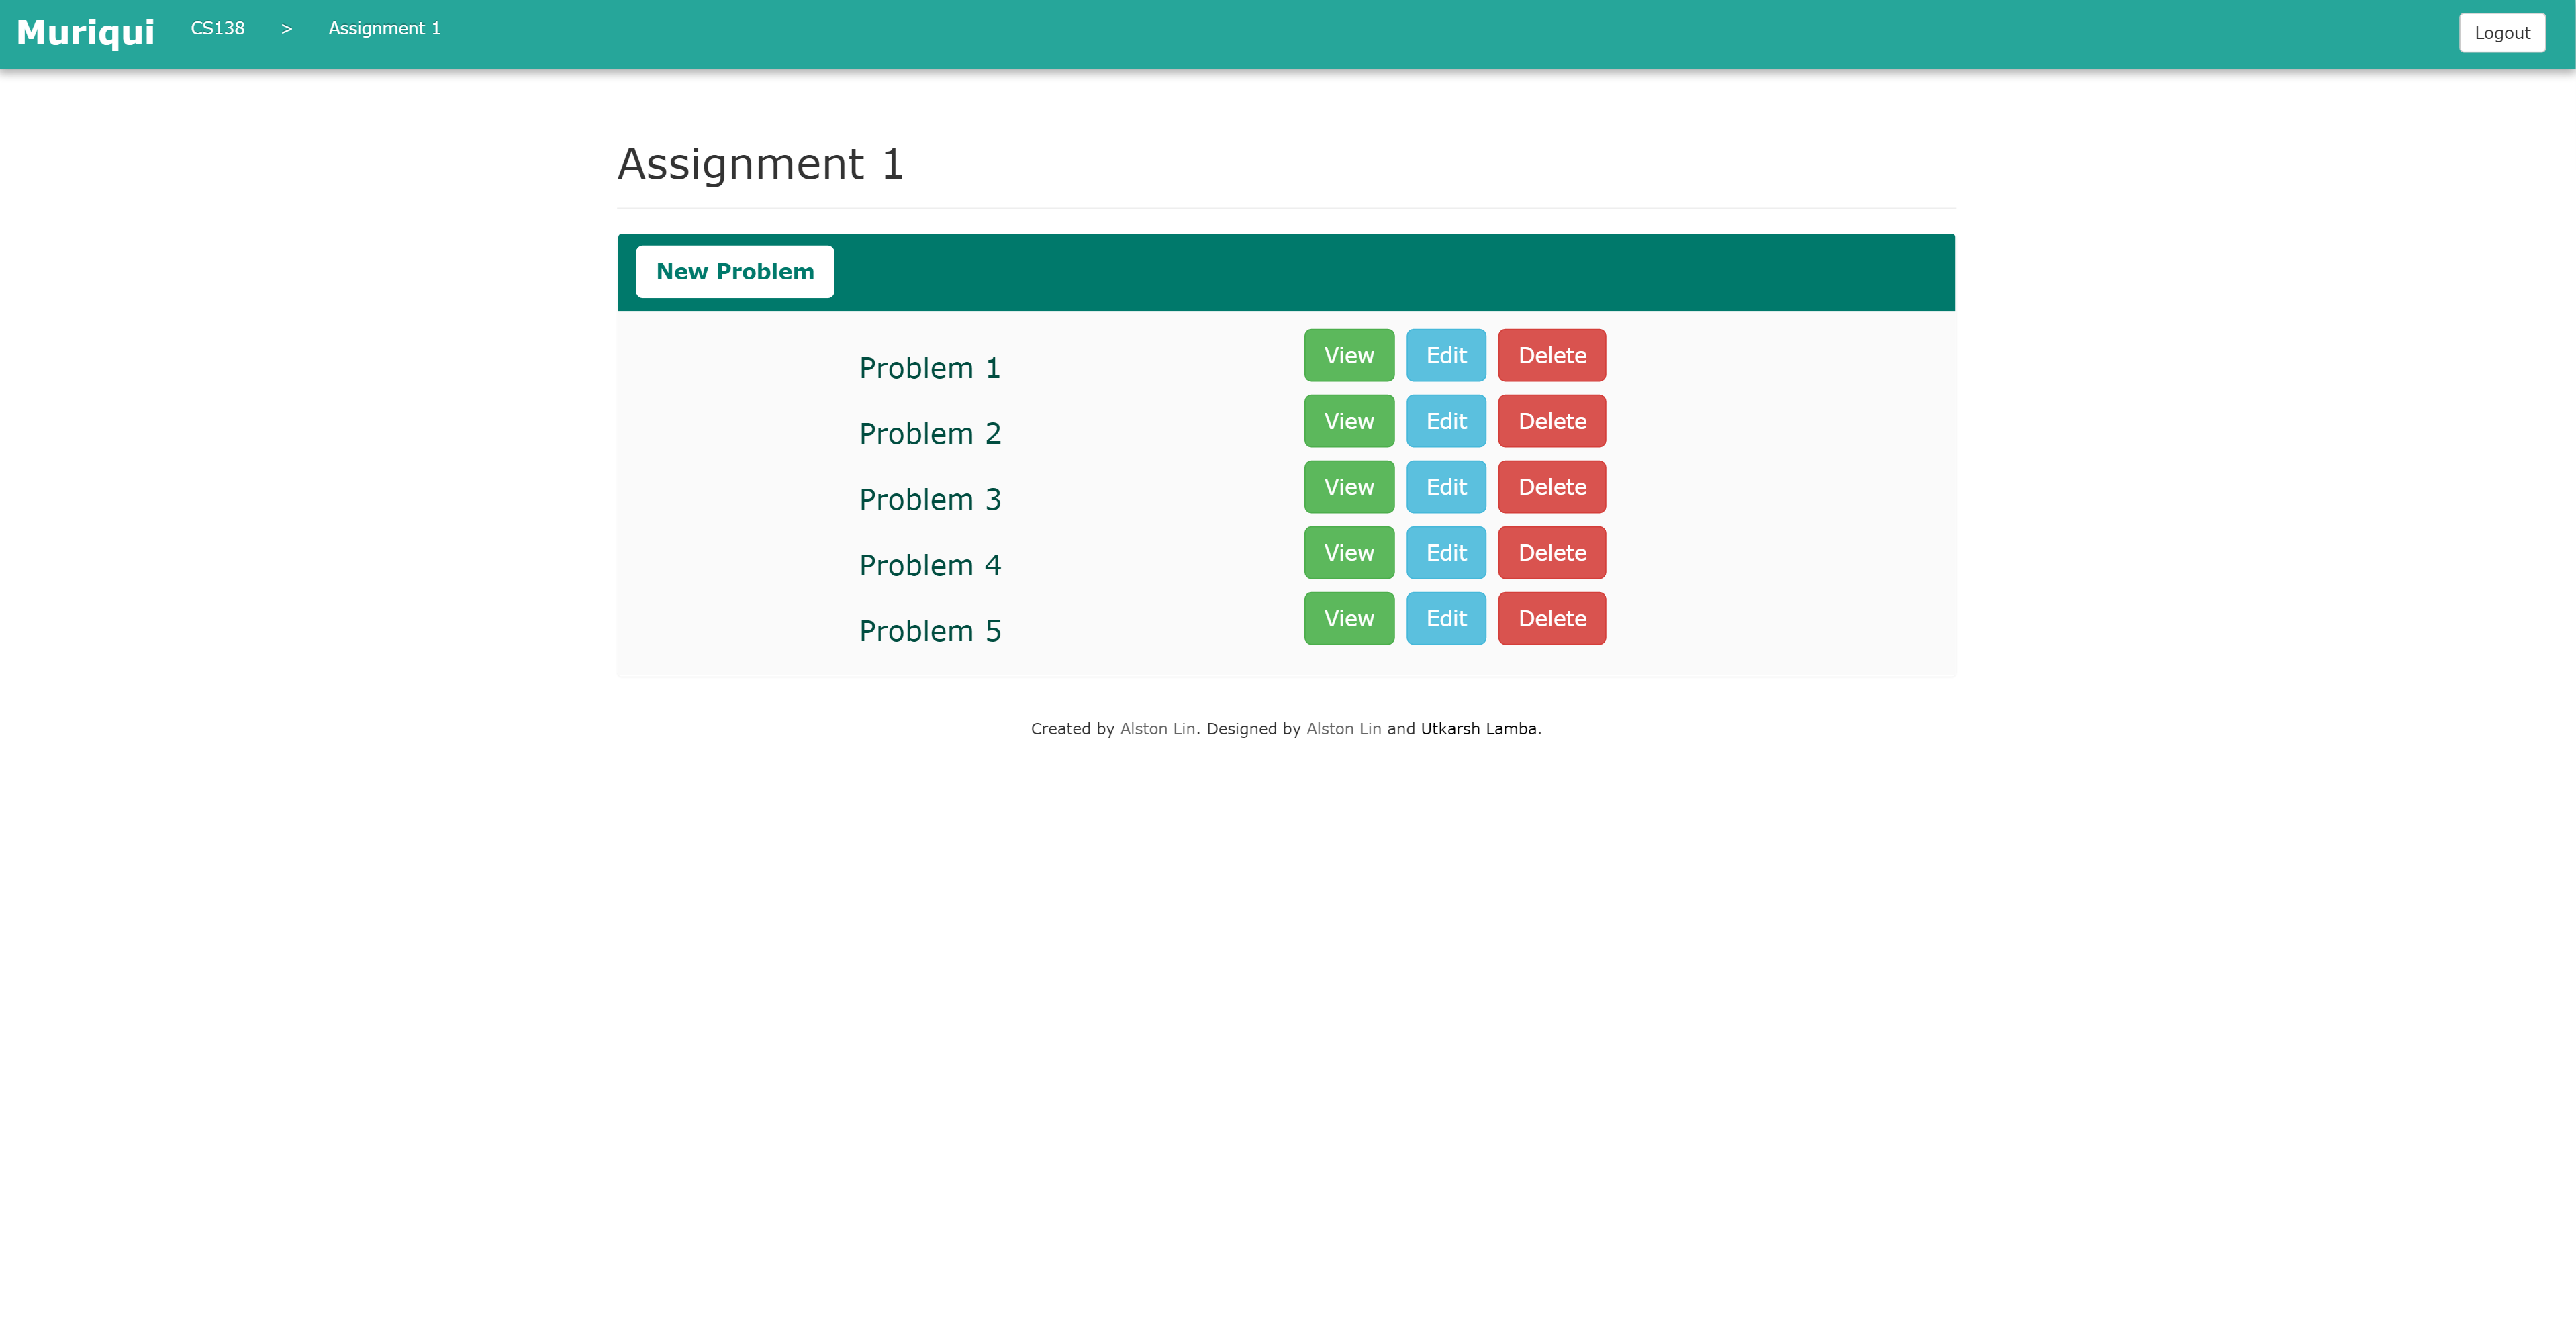 Muriqui CS138 > Assignment 1 Logout
Assignment 1
New Problem
Problem 1 View Edit Delete
Problem 2 View Edit Delete
Problem 3 View Edit Delete
Problem 4 View Edit Delete
Problem 5 View Edit Delete
Created by Alston Lin. Designed by Alston Lin and Utkarsh Lamba.